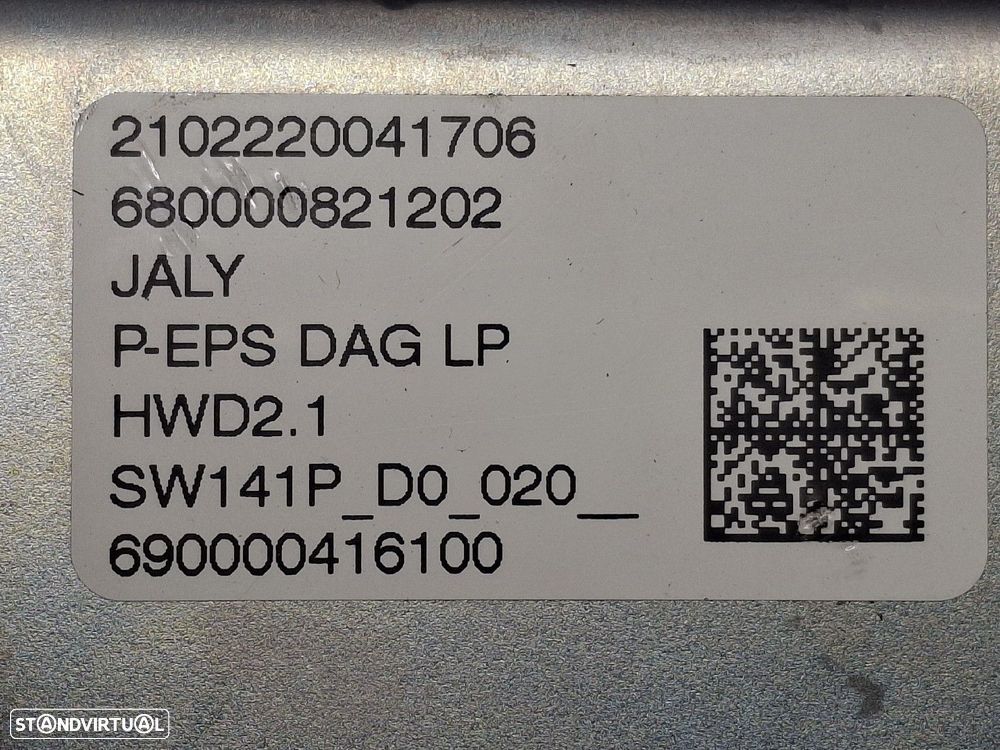 2102220041706
680000821202
JALY
P-EPS DAG LP
HWD2.1
SW141P_D0_020__
690000416100
STANDVIRTUAL